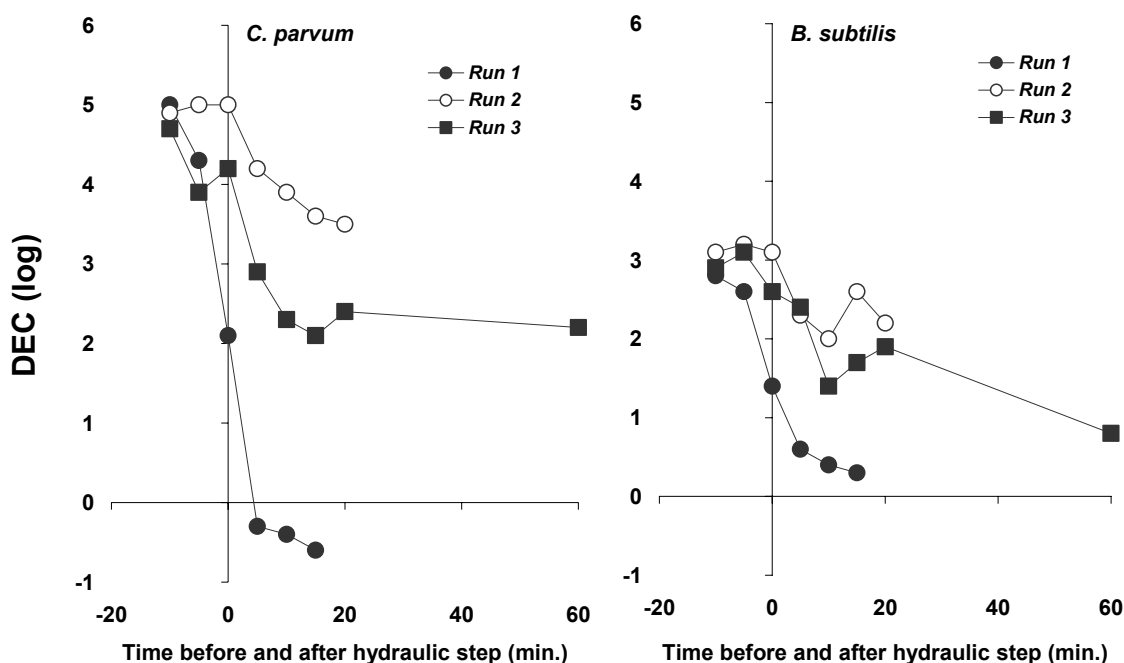 DEC (log)
C. parvum
Run 1
Run 2
Run 3
6
5
4
3
2
1
0
-1
-20 0 20 40 60
Time before and after hydraulic step (min.)
B. subtilis
Run 1
Run 2
Run 3
6
5
4
3
2
1
0
-1
-20 0 20 40 60
Time before and after hydraulic step (min.)